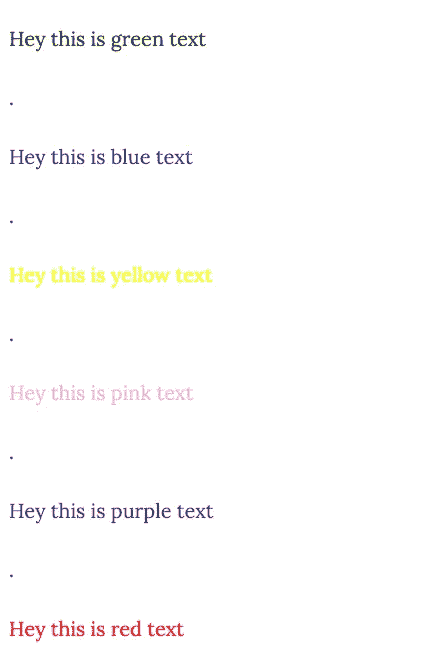 Hey this is green text
.
Hey this is blue text
.
Hey this is yellow text
.
Hey this is pink text
.
Hey this is purple text
.
Hey this is red text